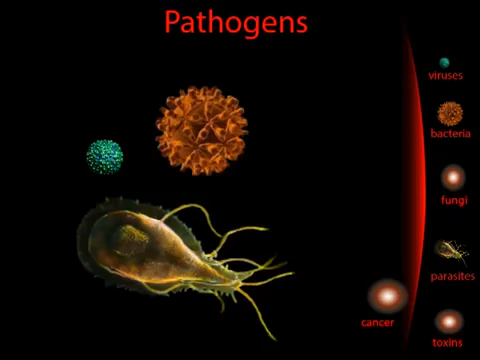 Pathogens
viruses
bacteria
fungi
parasites
cancer
toxins